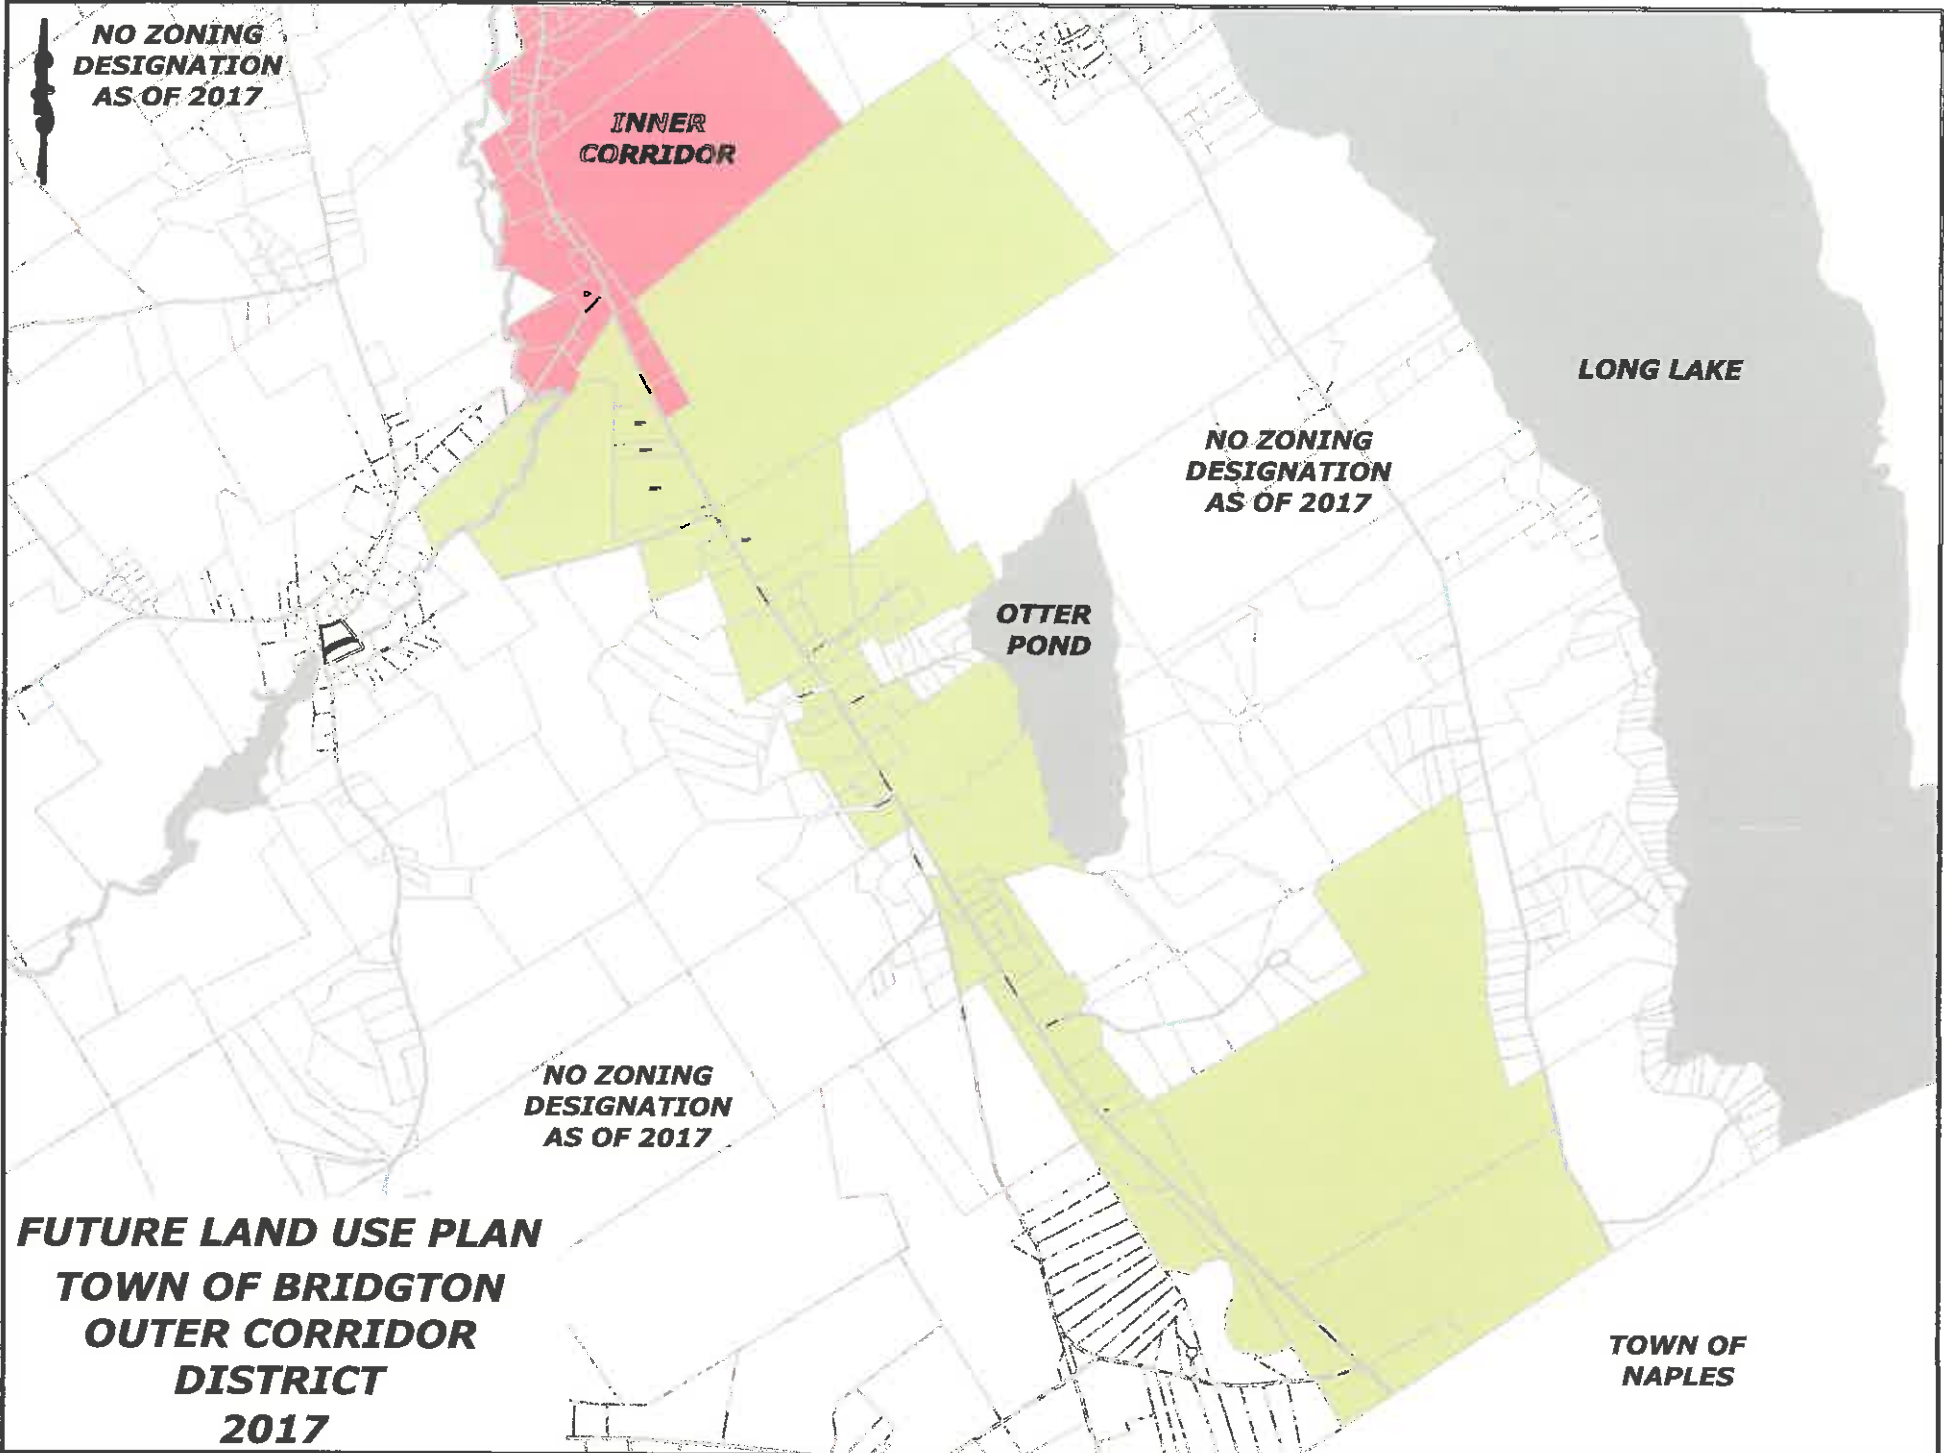 NO ZONING
DESIGNATION
AS OF 2017
INNER
CORRIDOR
LONG LAKE
NO ZONING
DESIGNATION
AS OF 2017
OTTER
POND
NO ZONING
DESIGNATION
AS OF 2017
FUTURE LAND USE PLAN
TOWN OF BRIDGTON
OUTER CORRIDOR
DISTRICT
2017
TOWN OF
NAPLES